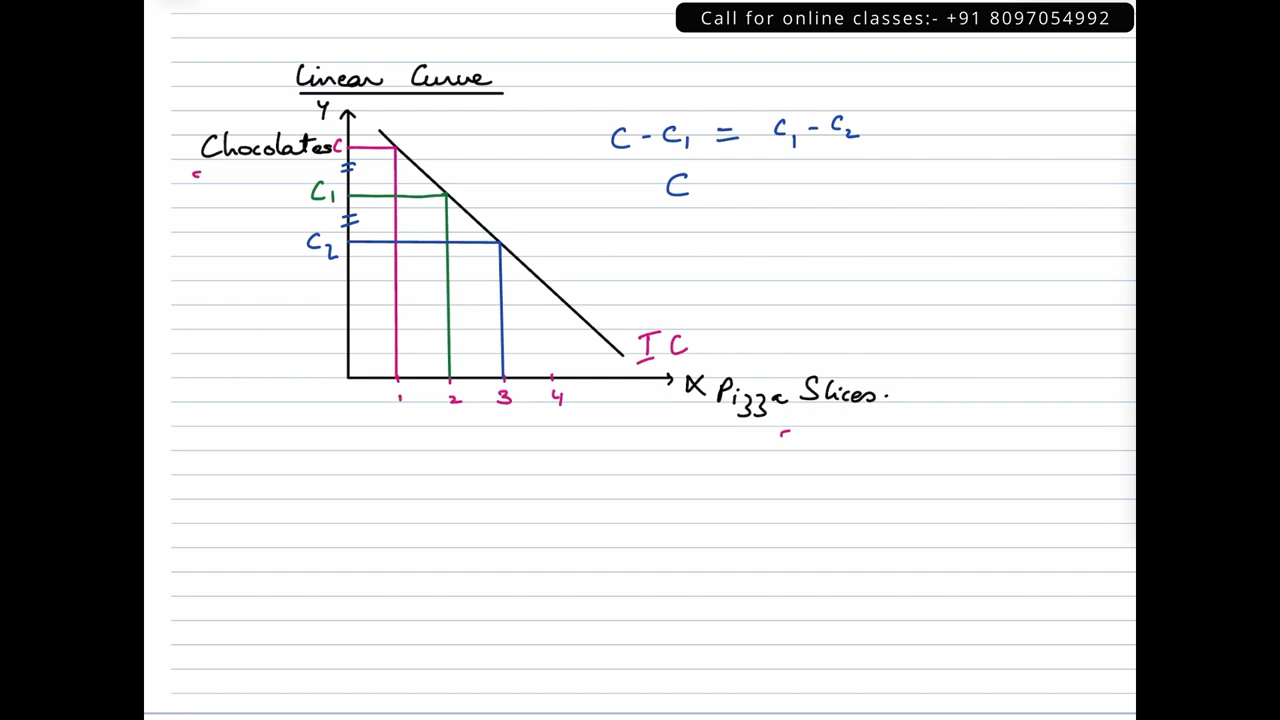 Call for online classes:- +91 8097054992
Linear Curve
Y
Chocolates C
C - C1 = C1 - C2
C
C1
C2
I C
X Pizza Slices.
1 2 3 4